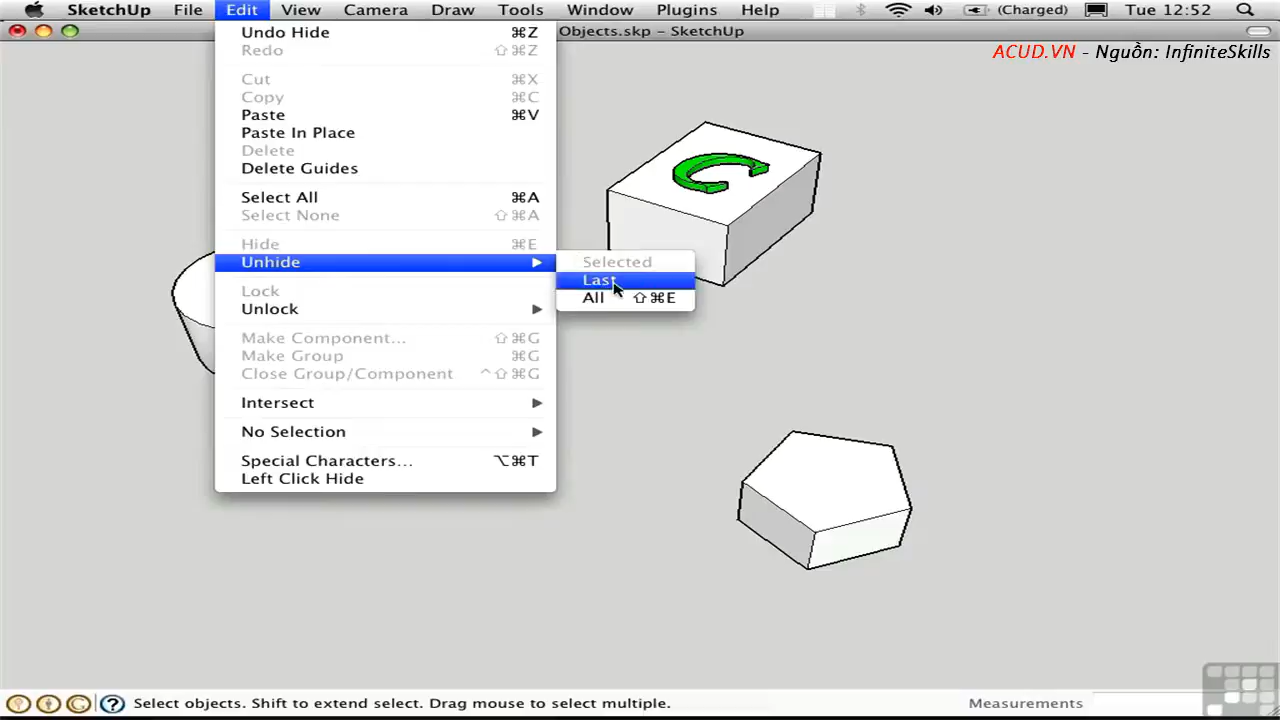 SketchUp File Edit View Camera Draw Tools Window Plugins Help (Charged) Tue 12:52
Objects.skp – SketchUp
ACUD.VN - Nguồn: InfiniteSkills
Undo Hide ⌘Z
Redo ⇧⌘Z
Cut ⌘X
Copy ⌘C
Paste ⌘V
Paste In Place
Delete
Delete Guides
Select All ⌘A
Select None ⇧⌘A
Hide ⌘E
Unhide
Selected
Last
All ⇧⌘E
Lock
Unlock
Make Component... ⇧⌘G
Make Group ⌘G
Close Group/Component ^⇧⌘G
Intersect
No Selection
Special Characters... ⌥⌘T
Left Click Hide
C
Select objects. Shift to extend select. Drag mouse to select multiple. Measurements